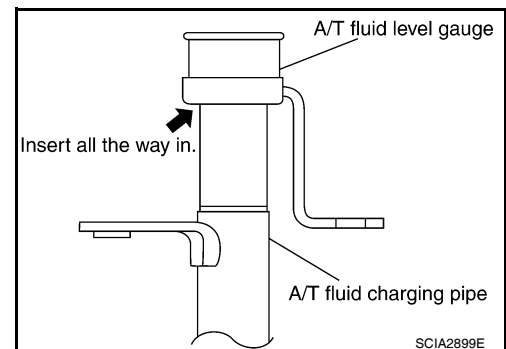 A/T fluid level gauge
Insert all the way in.
A/T fluid charging pipe
SCIA2899E